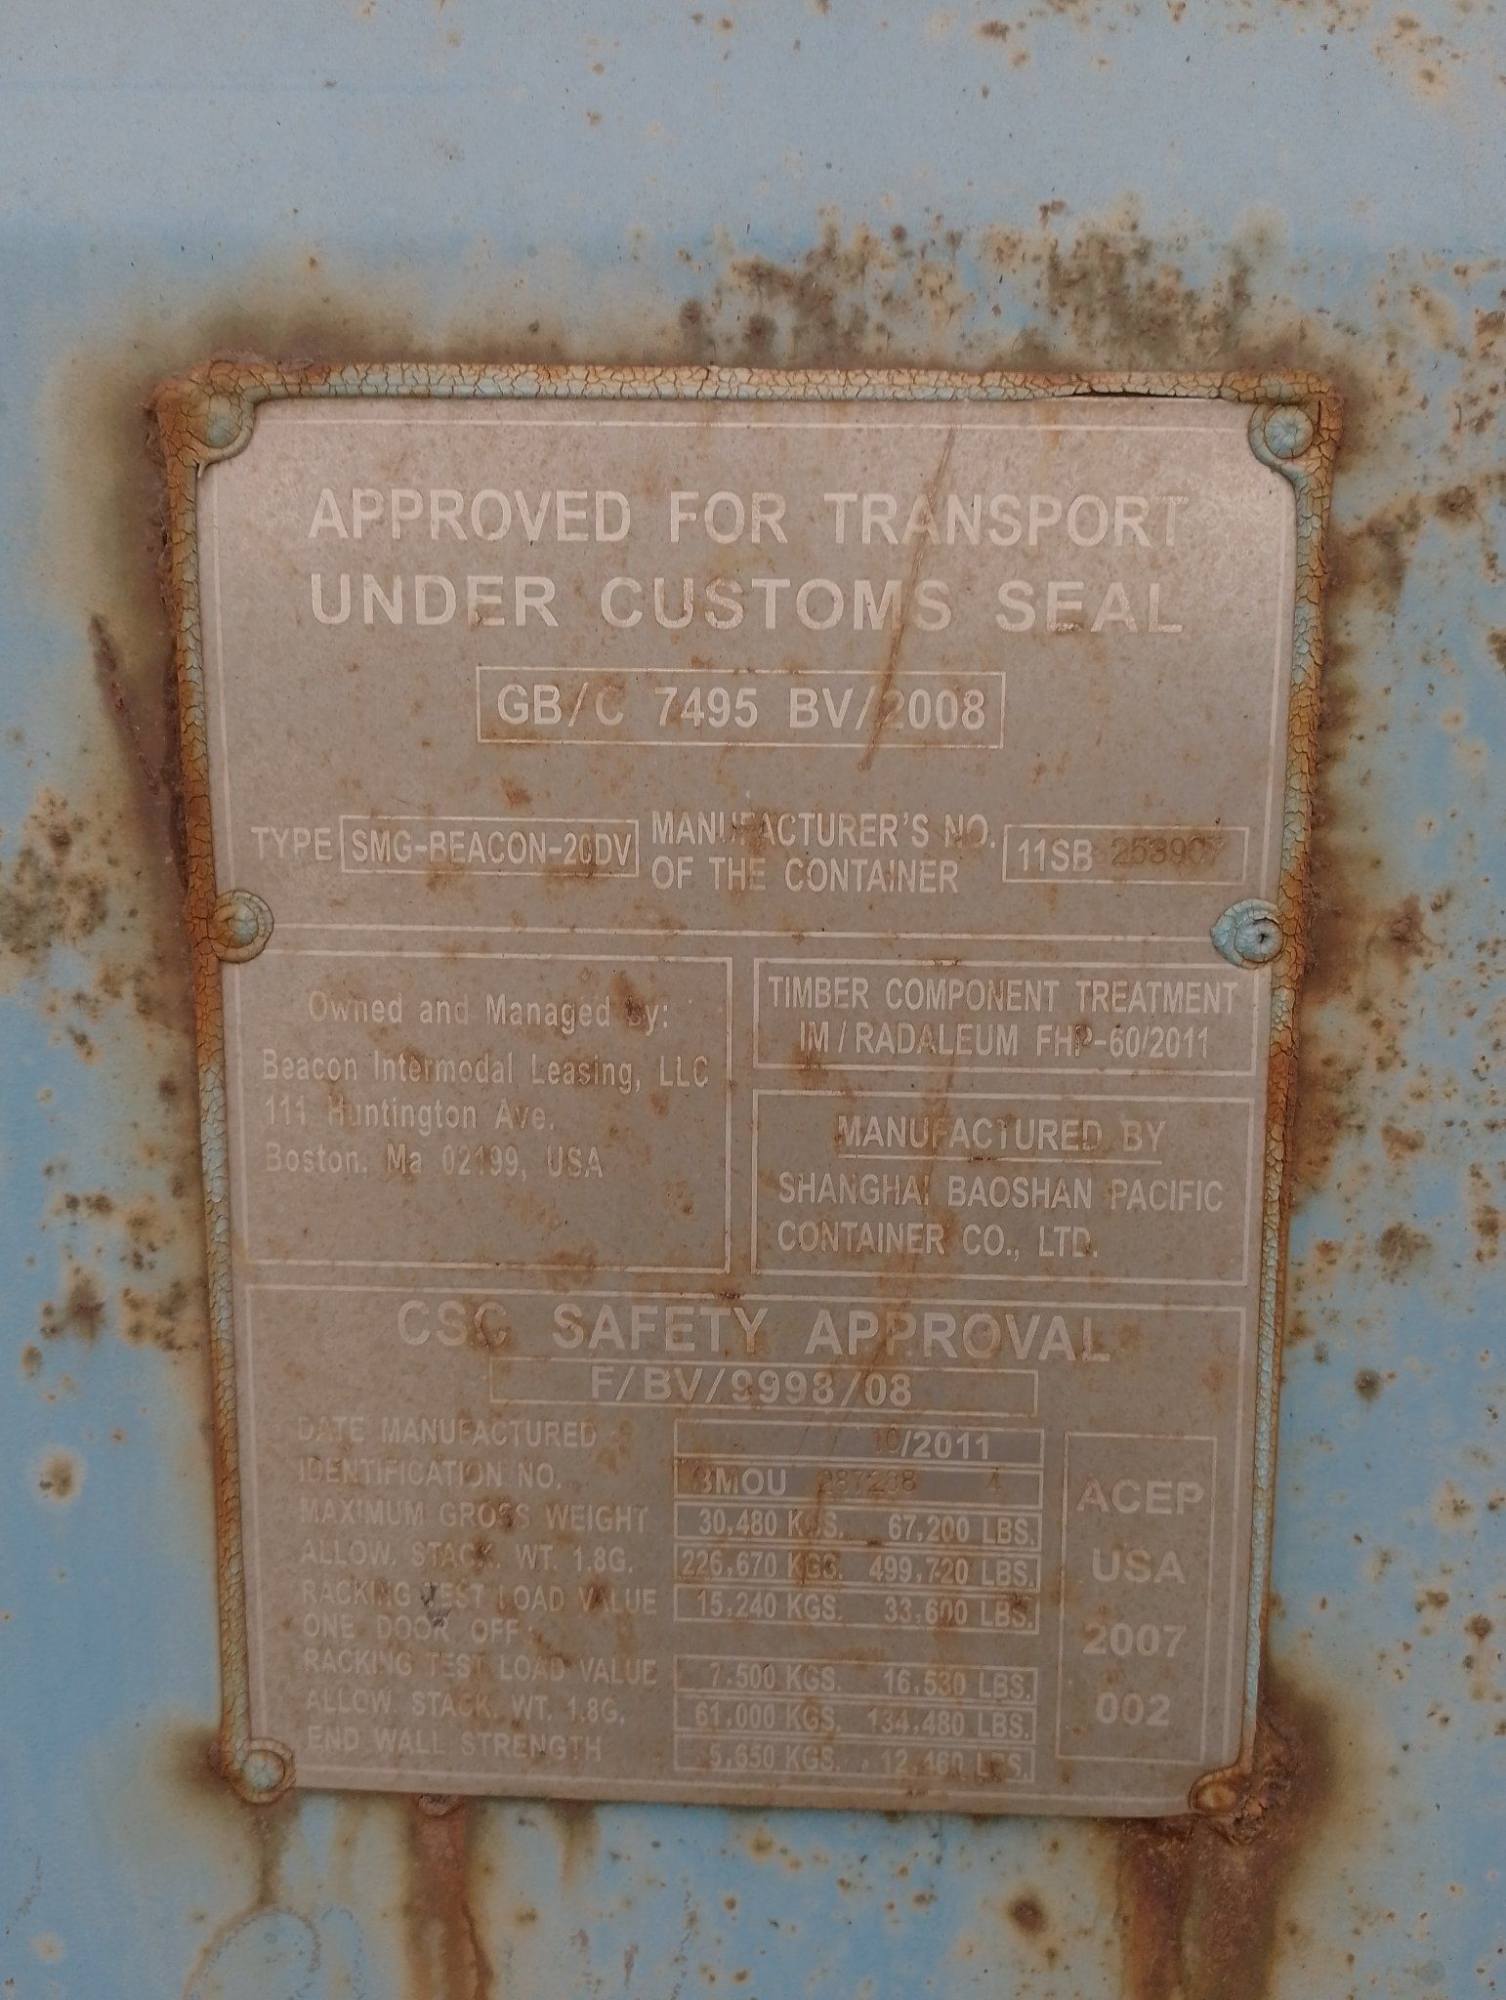 APPROVED FOR TRANSPORT
UNDER CUSTOMS SEAL
GB/C 7495 BV/2008
TYPE SMG-BEACON-20DV MANUFACTURER'S NO. OF THE CONTAINER 11SB
Owned and Managed by:
Beacon Intermodal Leasing, LLC
111 Huntington Ave.
Boston. Ma 02199, USA
TIMBER COMPONENT TREATMENT
IM / RADALEUM FHP-60/2011
MANUFACTURED BY
SHANGHAI BAOSHAN PACIFIC
CONTAINER CO., LTD.
CSC SAFETY APPROVAL
F/BV/9998/08
DATE MANUFACTURED 10/2011
IDENTIFICATION NO. BMOU 4
MAXIMUM GROSS WEIGHT 30,480 KGS. 67,200 LBS.
ALLOW. STACK. WT. 1.8G. 226,670 KGS. 499,720 LBS.
RACKING TEST LOAD VALUE 15,240 KGS. 33,600 LBS.
ONE DOOR OFF
RACKING TEST LOAD VALUE 7,500 KGS. 16,530 LBS.
ALLOW. STACK. WT. 1.8G. 61,000 KGS. 134,480 LBS.
END WALL STRENGTH 5,650 KGS. 12,460 LBS.
ACEP
USA
2007
002